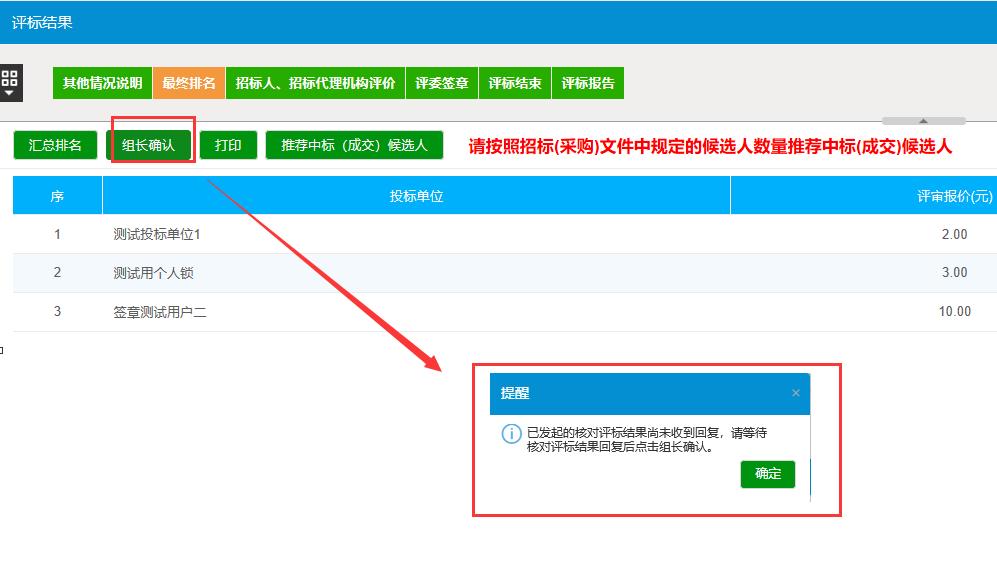 评标结果
其他情况说明 最终排名 招标人、招标代理机构评价 评委签章 评标结束 评标报告
汇总排名 组长确认 打印 推荐中标（成交）候选人 请按照招标(采购)文件中规定的候选人数量推荐中标(成交)候选人
序 投标单位 评审报价(元)
1 测试投标单位1 2.00
2 测试用个人锁 3.00
3 签章测试用户二 10.00
提醒 ×
已发起的核对评标结果尚未收到回复，请等待
核对评标结果回复后点击组长确认。
确定